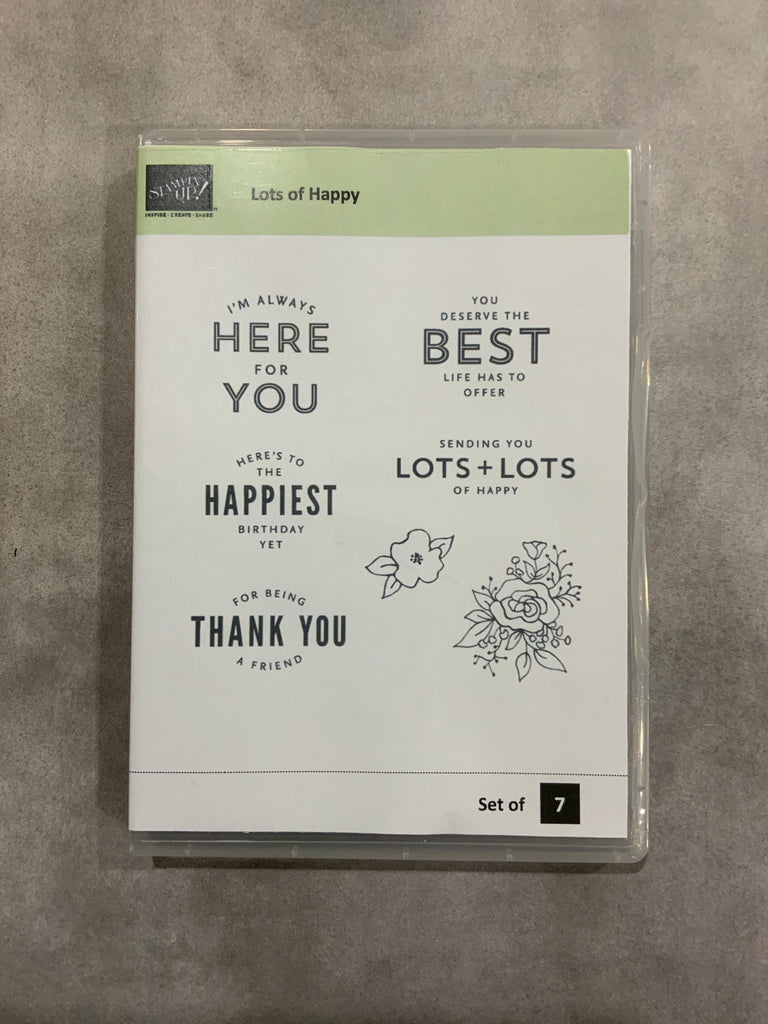 STAMPIN' UP!
INSPIRE · CREATE · SHARE
Lots of Happy
I'M ALWAYS
HERE
FOR
YOU
YOU
DESERVE THE
BEST
LIFE HAS TO
OFFER
HERE'S TO
THE
HAPPIEST
BIRTHDAY
YET
SENDING YOU
LOTS + LOTS
OF HAPPY
FOR BEING
THANK YOU
A FRIEND
Set of 7